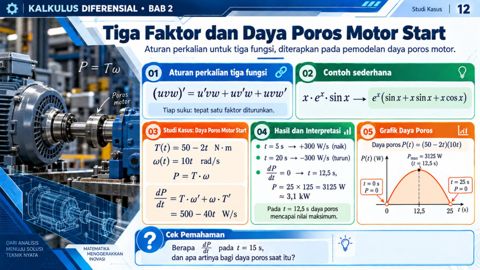 KALKULUS DIFERENSIAL • BAB 2
Studi Kasus
12
Tiga Faktor dan Daya Poros Motor Start
Aturan perkalian untuk tiga fungsi, diterapkan pada pemodelan daya poros motor.
P = Tω
Poros motor
DARI ANALISIS
MENUJU SOLUSI
TEKNIK NYATA
MATEMATIKA
MENGGERAKKAN
INOVASI
01 Aturan perkalian tiga fungsi
(uvw)' = u'vw + uv'w + uvw'
Tiap suku: tepat satu faktor diturunkan.
02 Contoh sederhana
x · e^x · sin x → e^x(sin x + x sin x + x cos x)
03 Studi Kasus: Daya Poros Motor Start
T(t) = 50 − 2t N · m
ω(t) = 10t rad/s
P = T · ω
dP/dt = T · ω' + ω · T'
= 500 − 40t W/s
04 Hasil dan Interpretasi
• t = 5 s → +300 W/s (naik)
• t = 20 s → −300 W/s (turun)
• dP/dt = 0 → t = 12,5 s
P = 25 × 125 = 3125 W
≈ 3,1 kW
Pada t = 12,5 s daya poros
mencapai nilai maksimum.
05 Grafik Daya Poros
Daya poros P(t) = (50 − 2t)(10t)
P(t) (W)
Pmax = 3125 W
(t = 12,5 s)
t = 0 s
P = 0
t = 25 s
P = 0
0
12,5
25
t (s)
?
Cek Pemahaman
Berapa dP/dt pada t = 15 s,
dan apa artinya bagi daya poros saat itu?